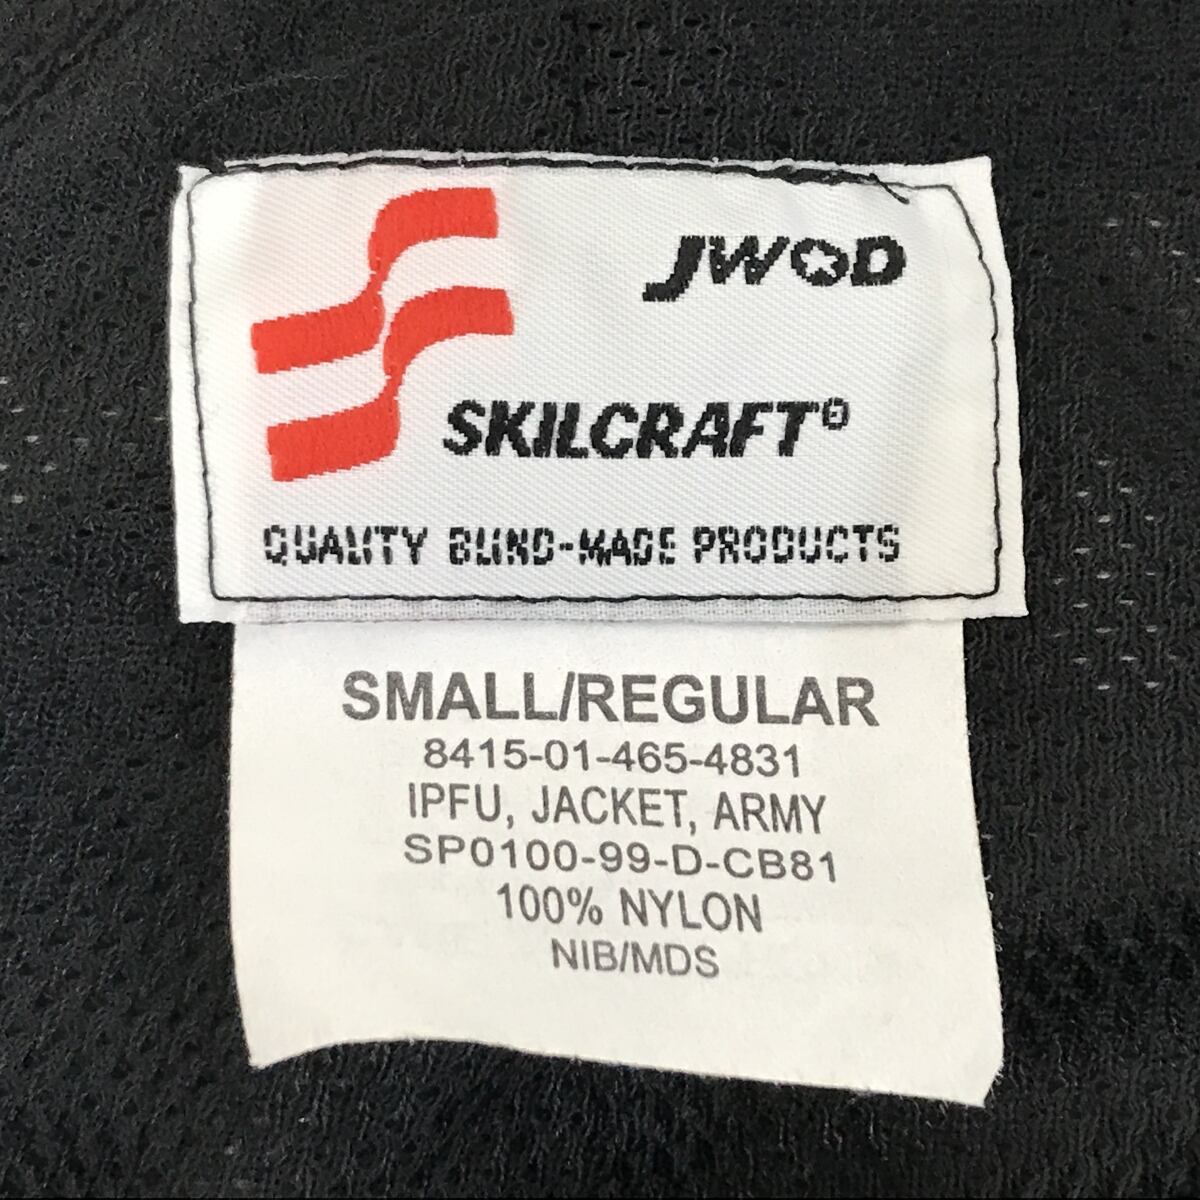 JWOD
SKILCRAFT®
QUALITY BLIND-MADE PRODUCTS
SMALL/REGULAR
8415-01-465-4831
IPFU, JACKET, ARMY
SP0100-99-D-CB81
100% NYLON
NIB/MDS